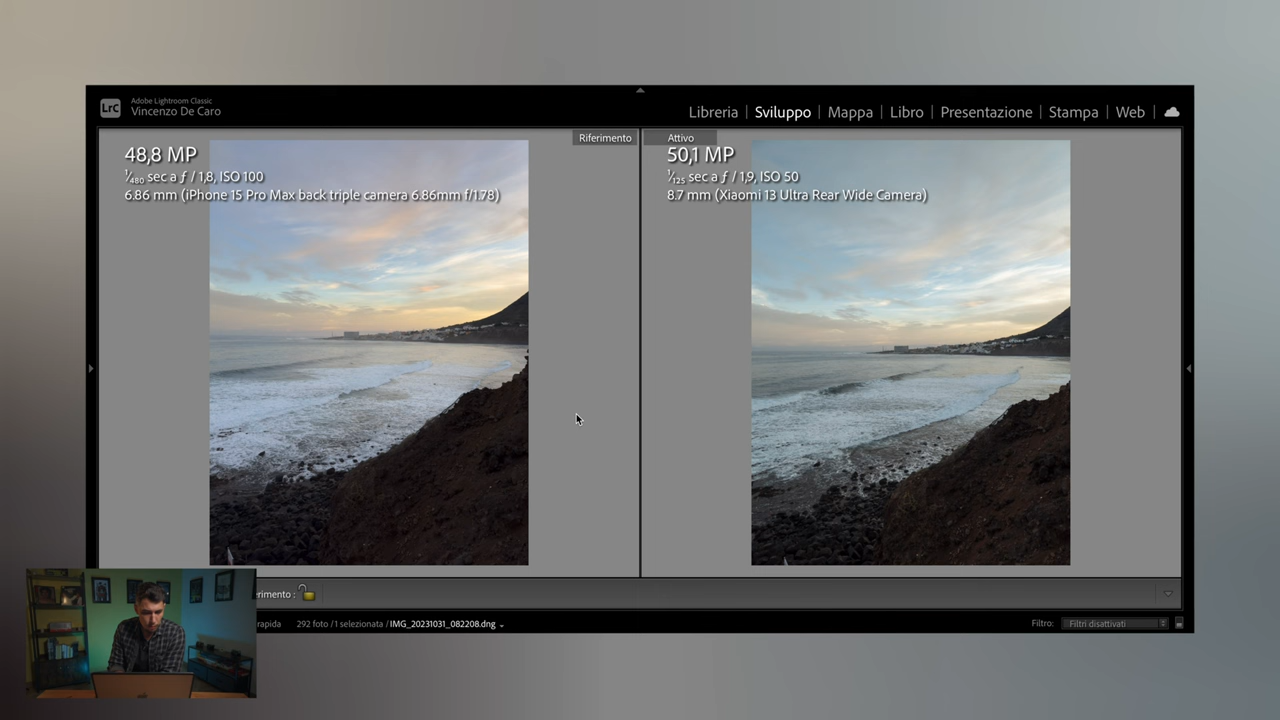 LrC
Adobe Lightroom Classic
Vincenzo De Caro
Libreria | Sviluppo | Mappa | Libro | Presentazione | Stampa | Web
Riferimento
48,8 MP
1/480 sec a ƒ / 1,8, ISO 100
6.86 mm (iPhone 15 Pro Max back triple camera 6.86mm f/1.78)
Attivo
50,1 MP
1/125 sec a ƒ / 1,9, ISO 50
8.7 mm (Xiaomi 13 Ultra Rear Wide Camera)
erimento :
rapida 292 foto / 1 selezionata / IMG_20231031_082208.dng
Filtro: Filtri disattivati